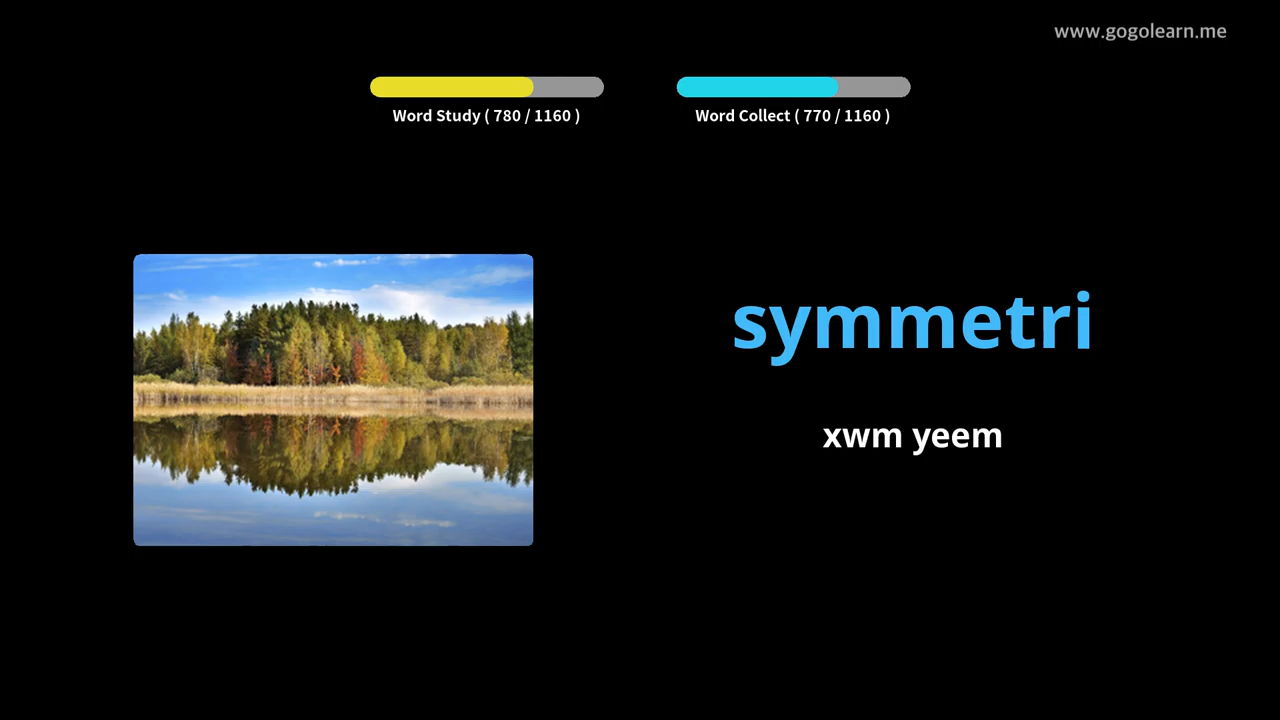 www.gogolearn.me
Word Study ( 780 / 1160 )
Word Collect ( 770 / 1160 )
symmetri
xwm yeem